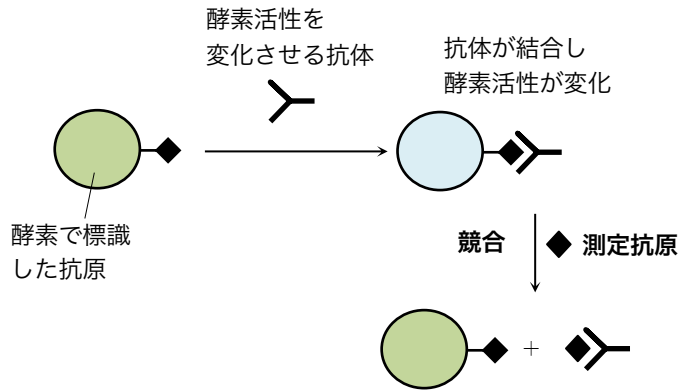 酵素活性を
変化させる抗体
抗体が結合し
酵素活性が変化
酵素で標識
した抗原
競合
測定抗原
+